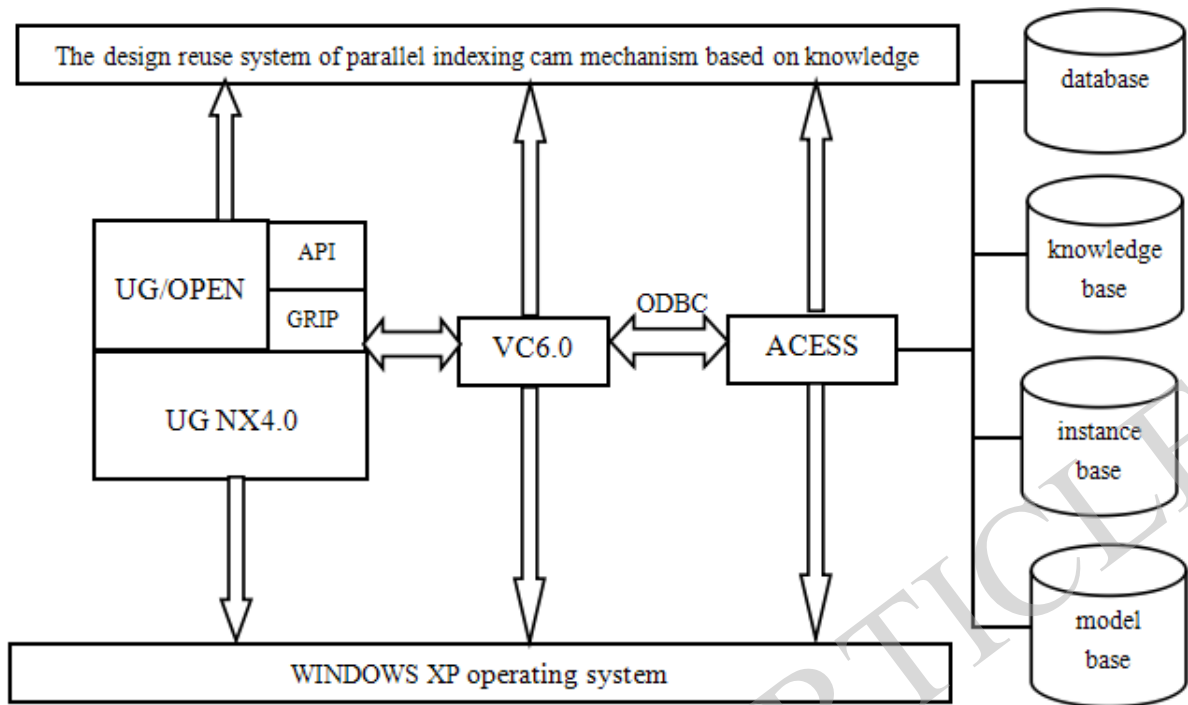 The design reuse system of parallel indexing cam mechanism based on knowledge
database
knowledge
base
API
UG/OPEN
GRIP
ODBC
VC6.0
ACESS
UG NX4.0
instance
base
model
base
WINDOWS XP operating system
RTICLE